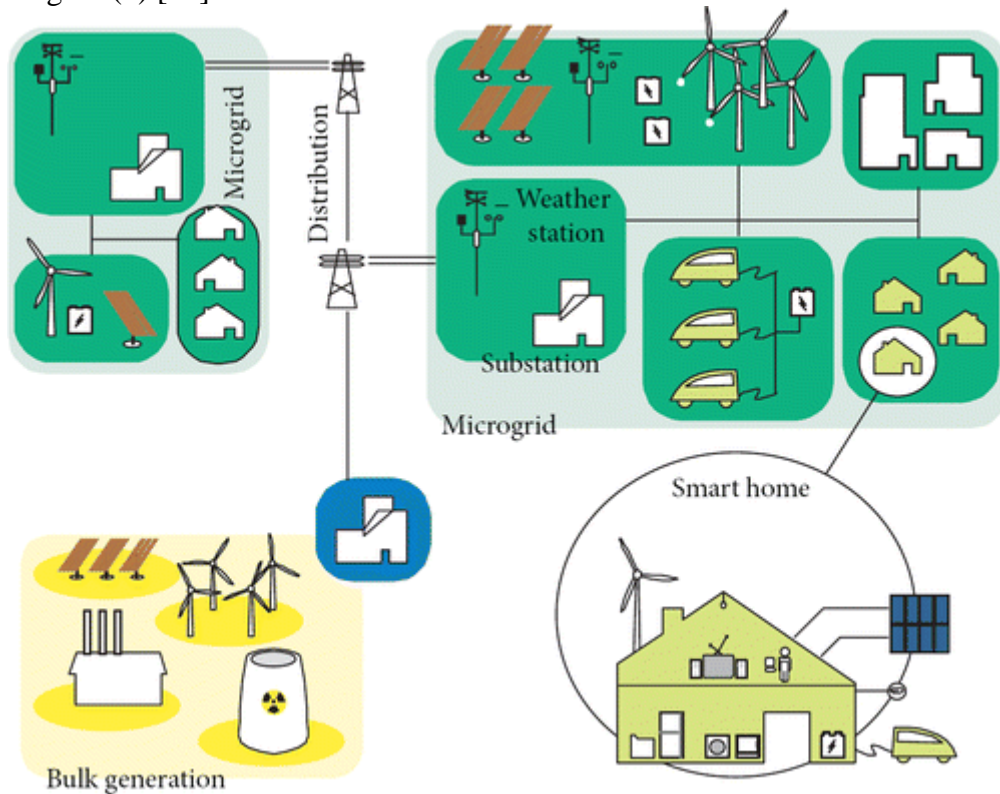 Microgrid
Distribution
Weather
station
Substation
Microgrid
Smart home
Bulk generation